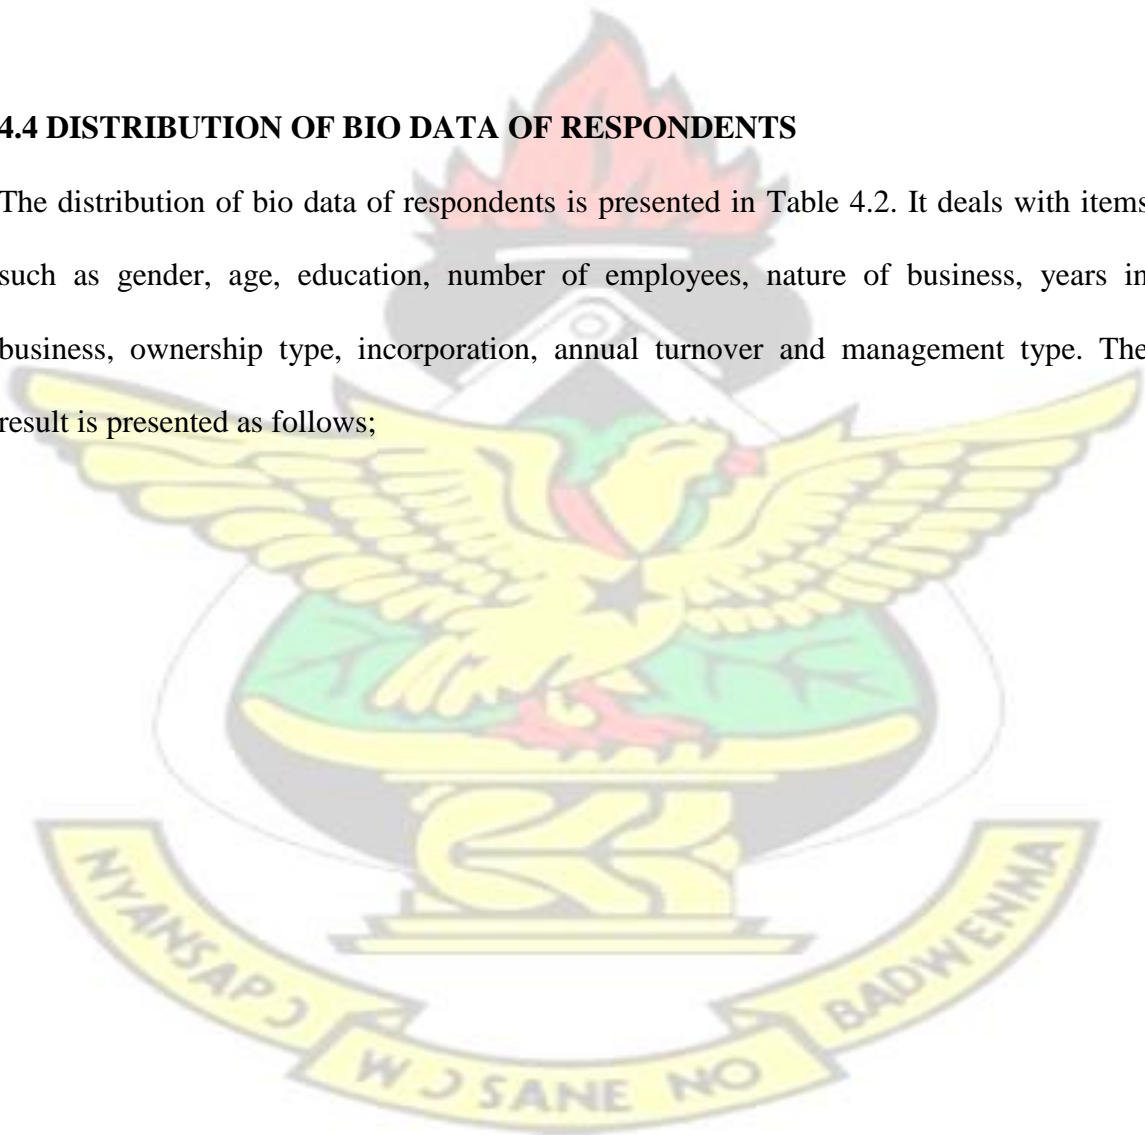 4.4 DISTRIBUTION OF BIO DATA OF RESPONDENTS
The distribution of bio data of respondents is presented in Table 4.2. It deals with items
such as gender, age, education, number of employees, nature of business, years in
business, ownership type, incorporation, annual turnover and management type. The
result is presented as follows;
NYANSAPƆ
WƆSANE NO
BADWENMA